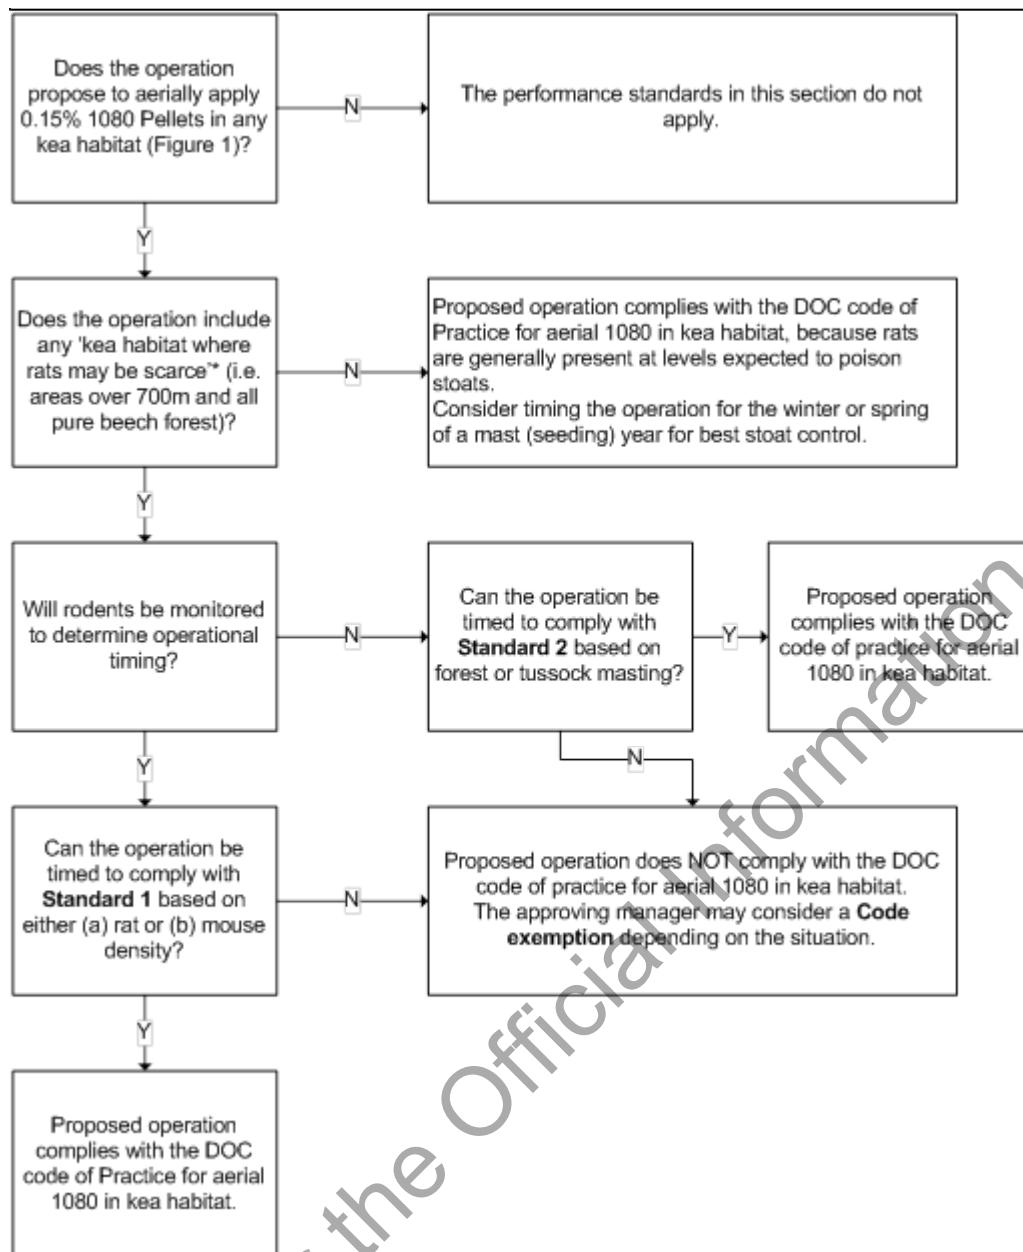 Does the operation
propose to aerially apply
0.15% 1080 Pellets in any
kea habitat (Figure 1)?
N
The performance standards in this section do not
apply.
Y
Does the operation include
any 'kea habitat where
rats may be scarce'* (i.e.
areas over 700m and all
pure beech forest)?
N
Proposed operation complies with the DOC code of
Practice for aerial 1080 in kea habitat, because rats
are generally present at levels expected to poison
stoats.
Consider timing the operation for the winter or spring
of a mast (seeding) year for best stoat control.
Y
Will rodents be monitored
to determine operational
timing?
N
Can the operation be
timed to comply with
Standard 2 based on
forest or tussock masting?
Y
Proposed operation
complies with the DOC
code of practice for aerial
1080 in kea habitat.
N
Y
Can the operation be
timed to comply with
Standard 1 based on
either (a) rat or (b) mouse
density?
N
Proposed operation does NOT comply with the DOC
code of practice for aerial 1080 in kea habitat.
The approving manager may consider a Code
exemption depending on the situation.
Y
Proposed operation
complies with the DOC
code of Practice for aerial
1080 in kea habitat.
the Official Information